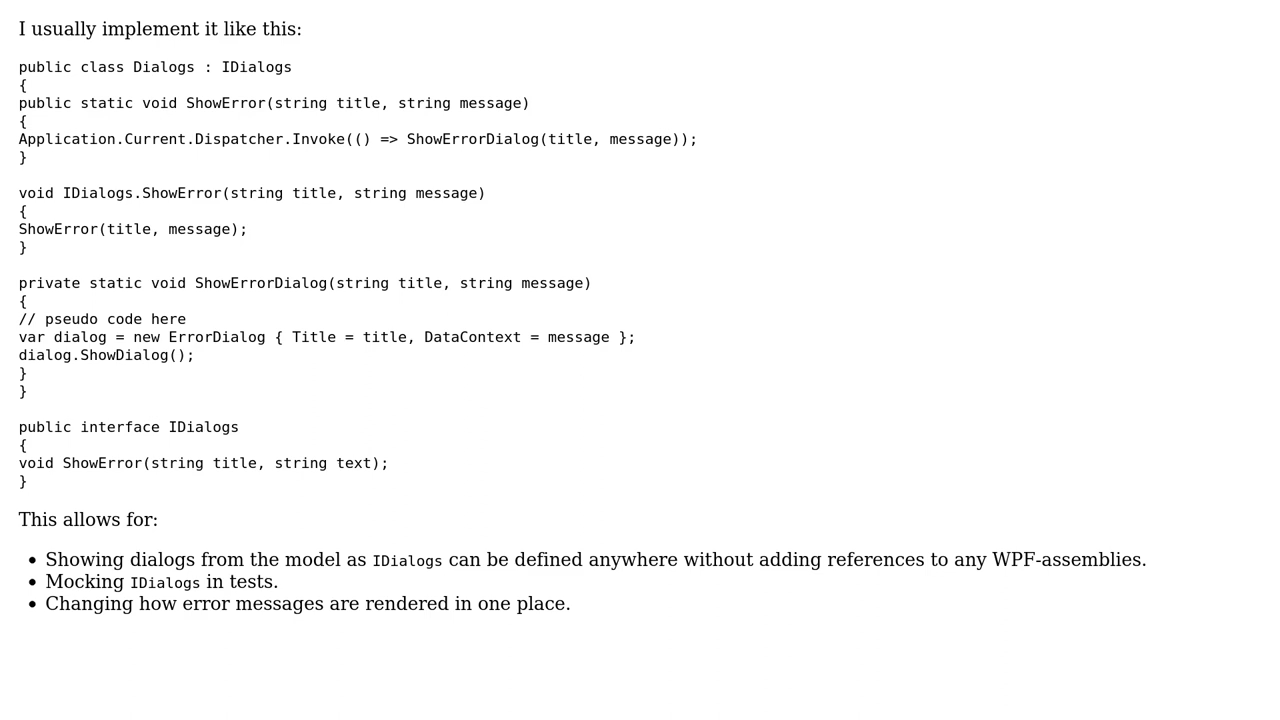 I usually implement it like this:
public class Dialogs : IDialogs
{
public static void ShowError(string title, string message)
{
Application.Current.Dispatcher.Invoke(() => ShowErrorDialog(title, message));
}
void IDialogs.ShowError(string title, string message)
{
ShowError(title, message);
}
private static void ShowErrorDialog(string title, string message)
{
// pseudo code here
var dialog = new ErrorDialog { Title = title, DataContext = message };
dialog.ShowDialog();
}
}
public interface IDialogs
{
void ShowError(string title, string text);
}
This allows for:
• Showing dialogs from the model as IDialogs can be defined anywhere without adding references to any WPF-assemblies.
• Mocking IDialogs in tests.
• Changing how error messages are rendered in one place.